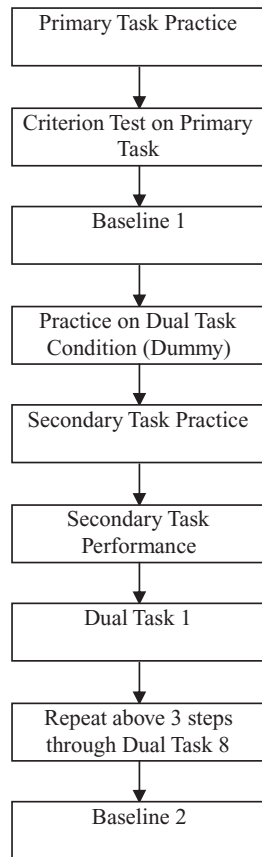 Primary Task Practice
Criterion Test on Primary
Task
Baseline 1
Practice on Dual Task
Condition (Dummy)
Secondary Task Practice
Secondary Task
Performance
Dual Task 1
Repeat above 3 steps
through Dual Task 8
Baseline 2